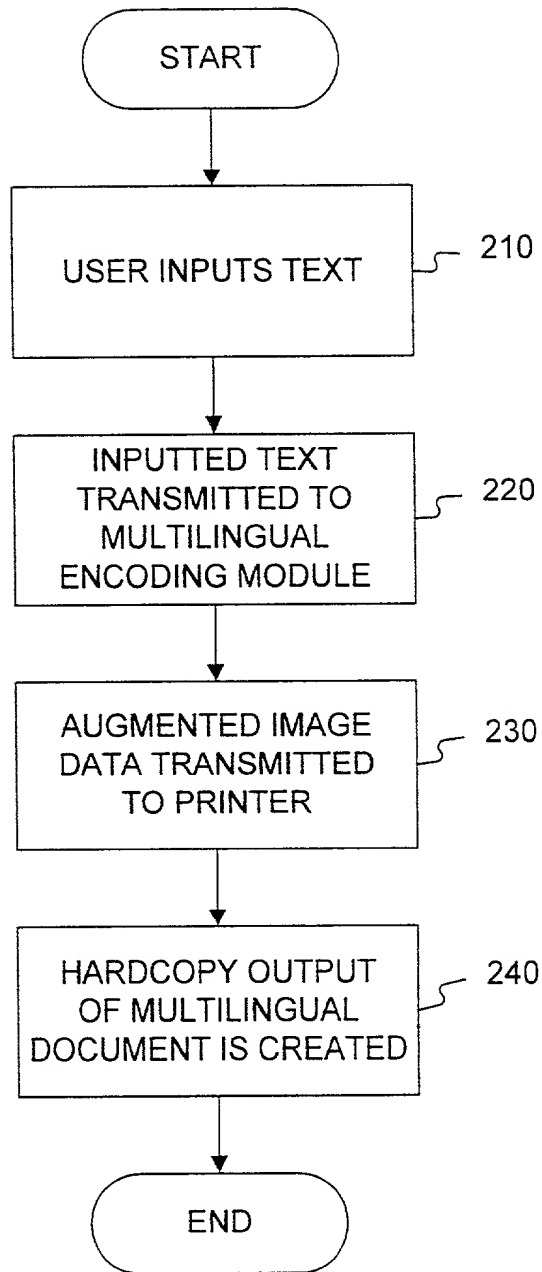 START
USER INPUTS TEXT
210
INPUTTED TEXT
TRANSMITTED TO
MULTILINGUAL
ENCODING MODULE
220
AUGMENTED IMAGE
DATA TRANSMITTED
TO PRINTER
230
HARDCOPY OUTPUT
OF MULTILINGUAL
DOCUMENT IS CREATED
240
END